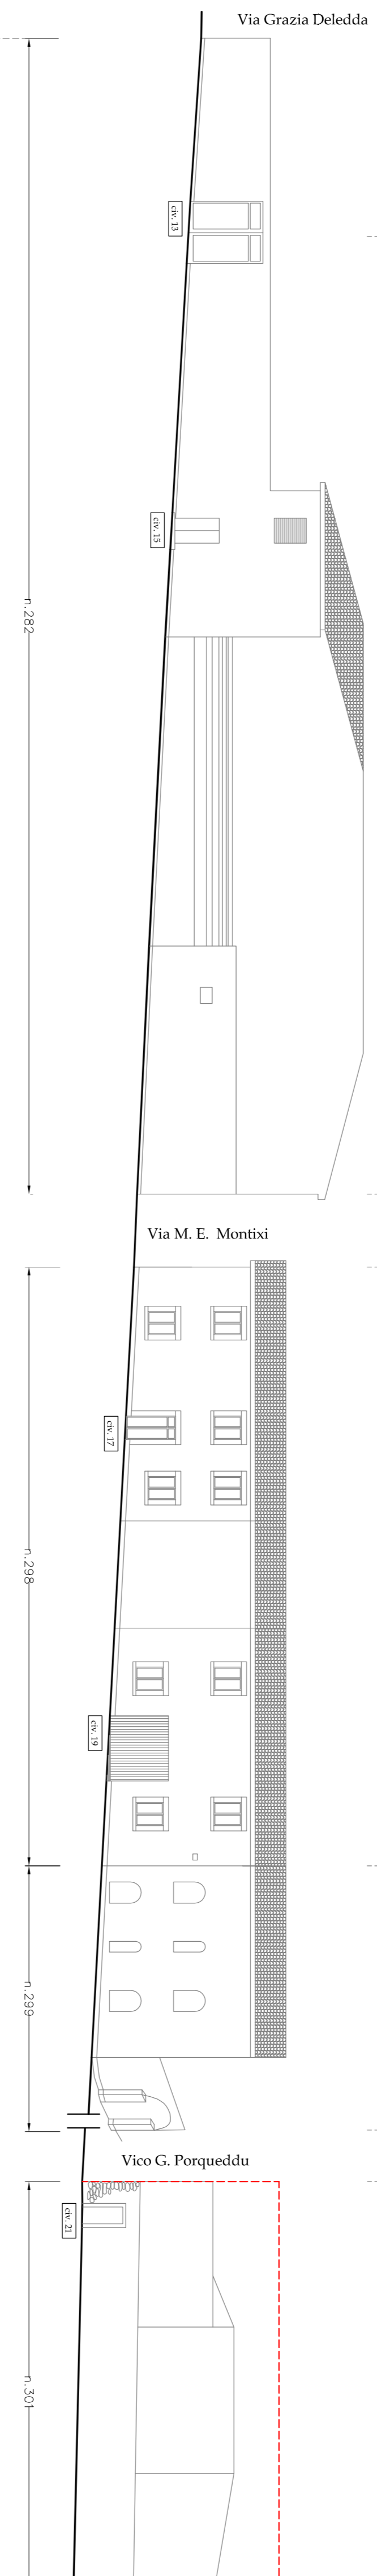 Via Grazia Deledda
civ. 13
civ. 15
n.282
Via M. E. Montixi
civ. 17
n.298
civ. 19
n.299
Vico G. Porqueddu
civ. 21
n.301